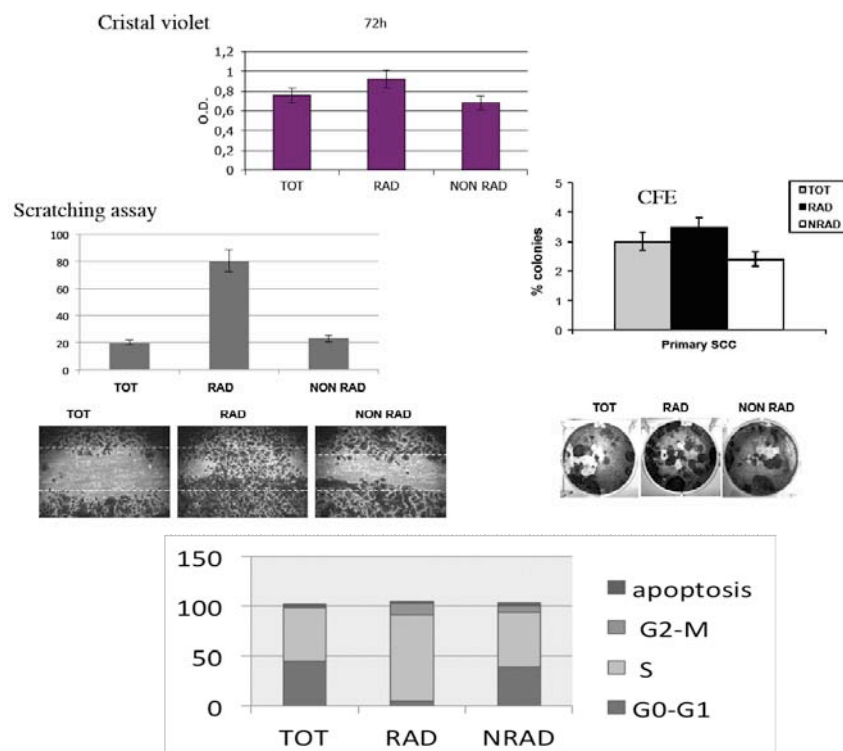 Cristal violet
72h
1,2
1
0,8
0,6
0,4
0,2
0
O.D.
TOT RAD NON RAD
Scratching assay
100
80
60
40
20
0
TOT RAD NON RAD
TOT RAD NON RAD
CFE
TOT
RAD
NRAD
5
4
3
2
1
0
% colonies
Primary SCC
TOT RAD NON RAD
150
100
50
0
TOT RAD NRAD
apoptosis
G2-M
S
G0-G1